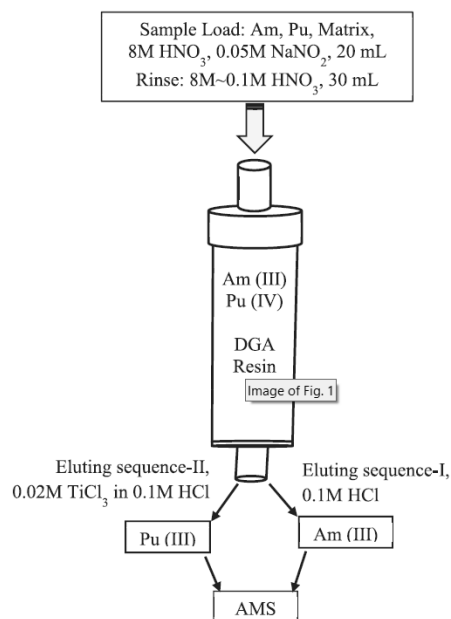 Sample Load: Am, Pu, Matrix,
8M HNO₃, 0.05M NaNO₂, 20 mL
Rinse: 8M~0.1M HNO₃, 30 mL
Am (III)
Pu (IV)
DGA
Resin
Image of Fig. 1
Eluting sequence-II,
0.02M TiCl₃ in 0.1M HCl
Eluting sequence-I,
0.1M HCl
Pu (III)
Am (III)
AMS